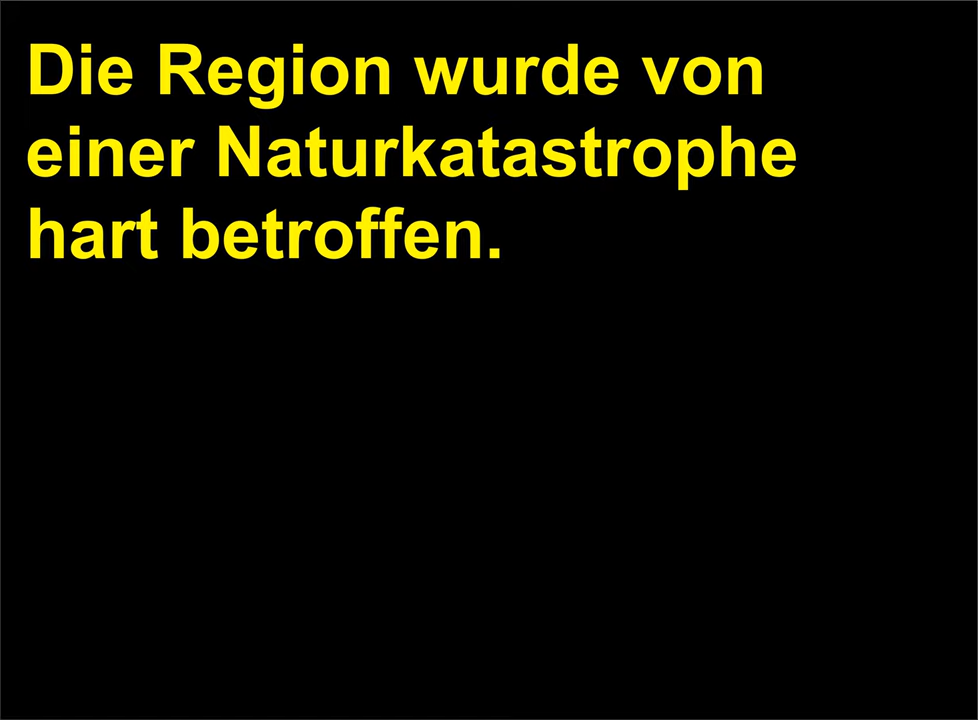 Die Region wurde von
einer Naturkatastrophe
hart betroffen.